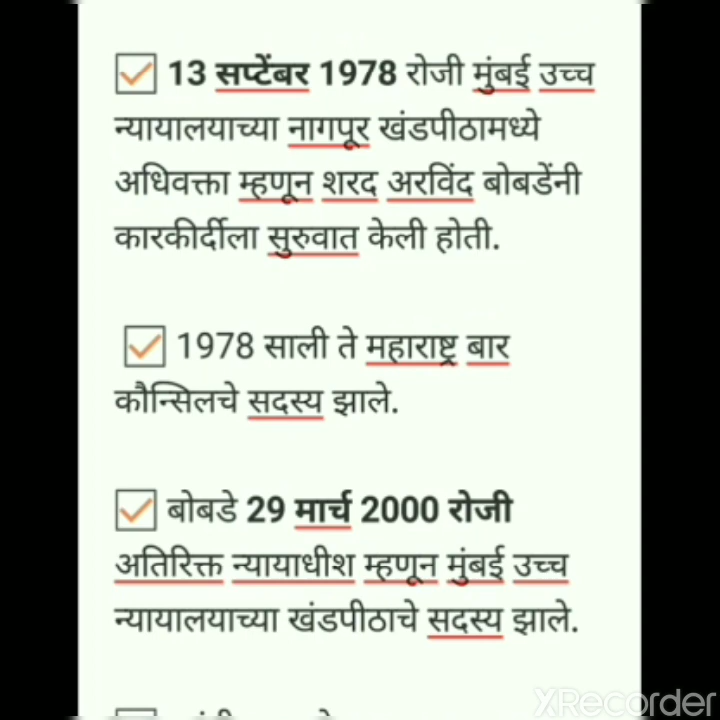 13 सप्टेंबर 1978 रोजी मुंबई उच्च
न्यायालयाच्या नागपूर खंडपीठामध्ये
अधिवक्ता म्हणून शरद अरविंद बोबडेंनी
कारकीर्दीला सुरुवात केली होती.
1978 साली ते महाराष्ट्र बार
कौन्सिलचे सदस्य झाले.
बोबडे 29 मार्च 2000 रोजी
अतिरिक्त न्यायाधीश म्हणून मुंबई उच्च
न्यायालयाच्या खंडपीठाचे सदस्य झाले.
XRecorder